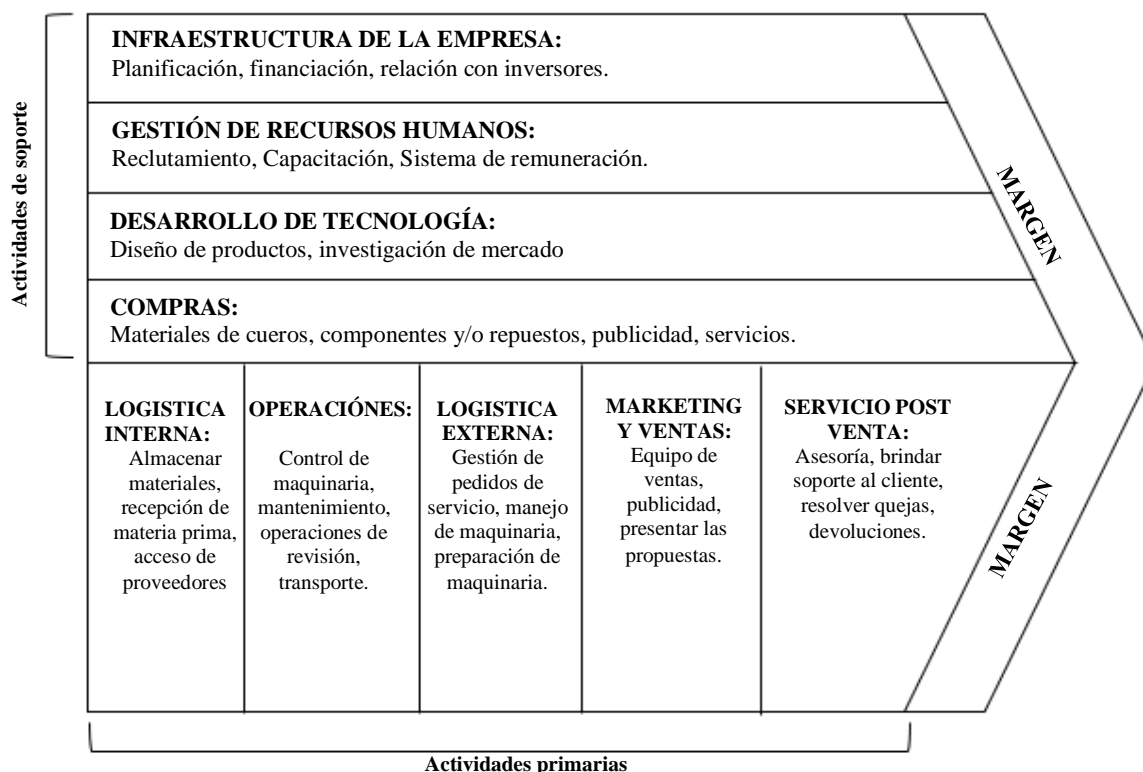 Actividades de soporte
INFRAESTRUCTURA DE LA EMPRESA:
Planificación, financiación, relación con inversores.
GESTIÓN DE RECURSOS HUMANOS:
Reclutamiento, Capacitación, Sistema de remuneración.
DESARROLLO DE TECNOLOGÍA:
Diseño de productos, investigación de mercado
COMPRAS:
Materiales de cueros, componentes y/o repuestos, publicidad, servicios.
MARGEN
LOGISTICA
INTERNA:
Almacenar
materiales,
recepción de
materia prima,
acceso de
proveedores
OPERACIÓNES:
Control de
maquinaria,
mantenimiento,
operaciones de
revisión,
transporte.
LOGISTICA
EXTERNA:
Gestión de
pedidos de
servicio, manejo
de maquinaria,
preparación de
maquinaria.
MARKETING
Y VENTAS:
Equipo de
ventas,
publicidad,
presentar las
propuestas.
SERVICIO POST
VENTA:
Asesoría, brindar
soporte al cliente,
resolver quejas,
devoluciones.
MARGEN
Actividades primarias